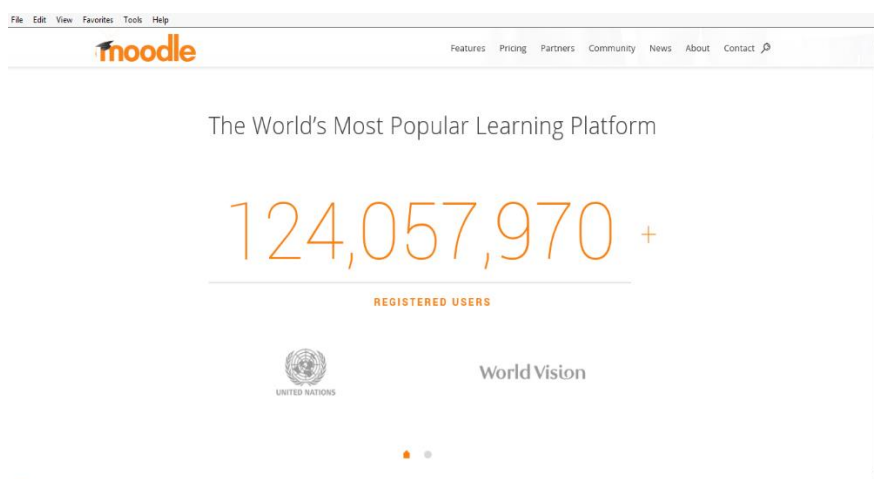 File Edit View Favorites Tools Help
moodle
Features Pricing Partners Community News About Contact
The World's Most Popular Learning Platform
124,057,970 +
REGISTERED USERS
UNITED NATIONS
World Vision